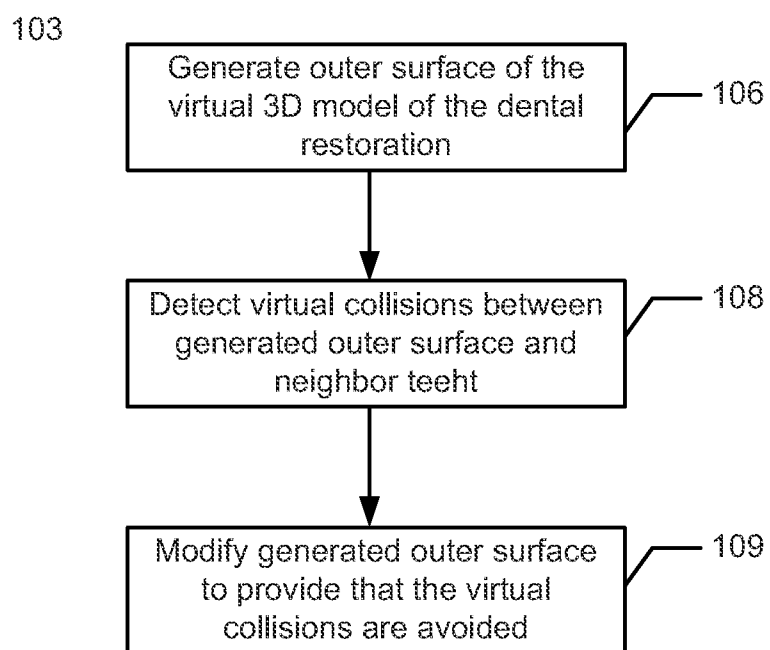 103
Generate outer surface of the
virtual 3D model of the dental
restoration
106
Detect virtual collisions between
generated outer surface and
neighbor teeht
108
Modify generated outer surface
to provide that the virtual
collisions are avoided
109